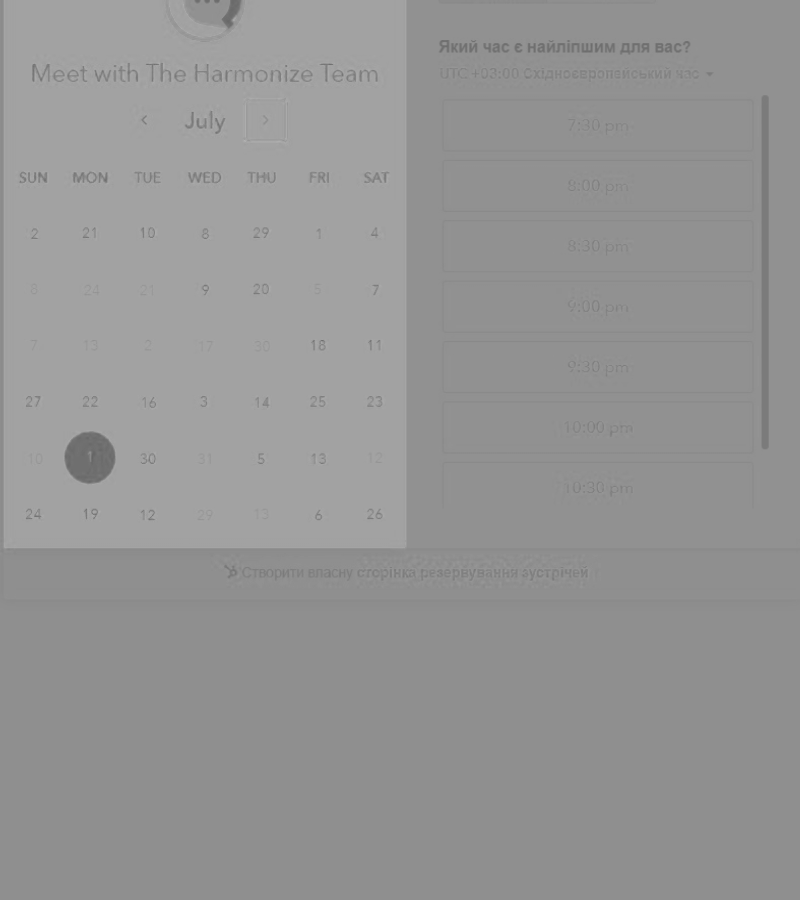 Meet with The Harmonize Team
July
SUN MON TUE WED THU FRI SAT
2 21 10 8 29 1 4
8 24 21 9 20 5 7
7 13 2 17 30 18 11
27 22 16 3 14 25 23
10 1 30 31 5 13 12
24 19 12 29 13 6 26
Який час є найліпшим для вас?
UTC +03:00 Східноєвропейський час
7:30 pm
8:00 pm
8:30 pm
9:00 pm
9:30 pm
10:00 pm
10:30 pm
Створити власну сторінка резервування зустрічей